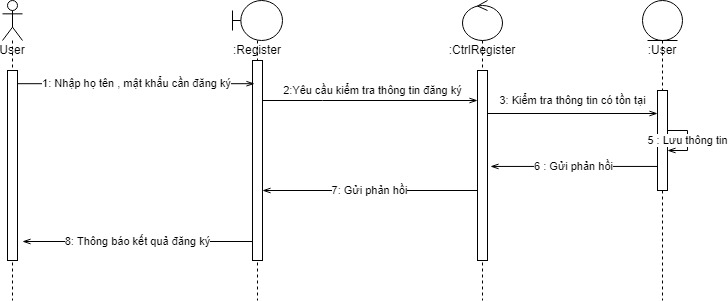 User
:Register
:CtrlRegister
:User
1: Nhập họ tên , mật khẩu cần đăng ký
2:Yêu cầu kiểm tra thông tin đăng ký
3: Kiểm tra thông tin có tồn tại
5 : Lưu thông tin
6 : Gửi phản hồi
7: Gửi phản hồi
8: Thông báo kết quả đăng ký